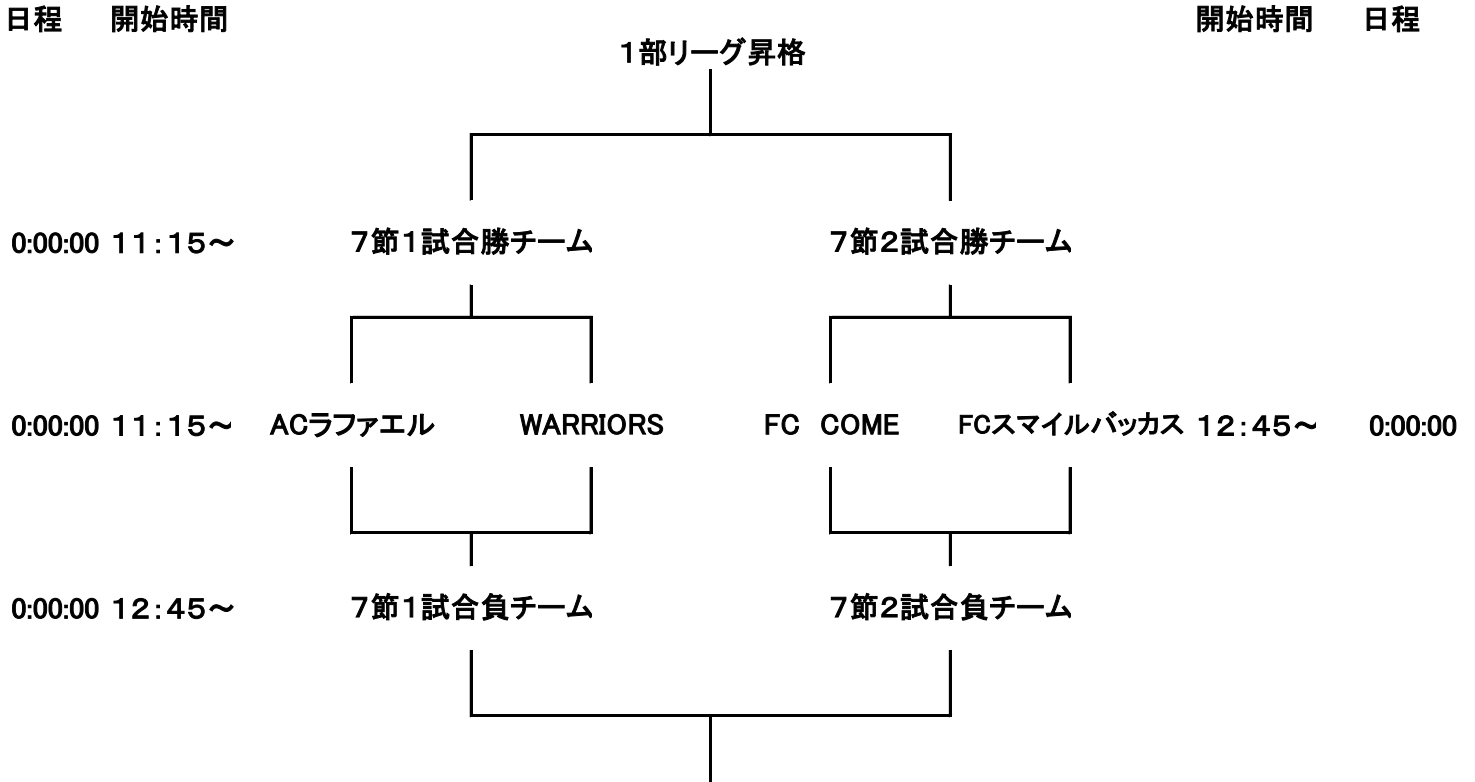 日程 開始時間 開始時間 日程
1部リーグ昇格
0:00:00 11:15～ 7節1試合勝チーム 7節2試合勝チーム
0:00:00 11:15～ ACラファエル WARRIORS FC COME FCスマイルバッカス 12:45～ 0:00:00
0:00:00 12:45～ 7節1試合負チーム 7節2試合負チーム